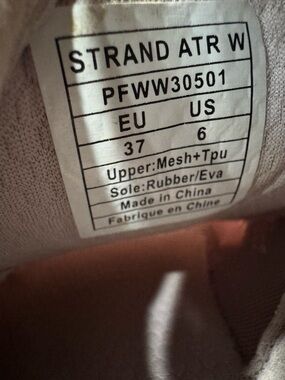 STRAND ATR W
PFWW30501
EU US
37 6
Upper:Mesh+Tpu
Sole:Rubber/Eva
Made in China
Fabrique en Chine